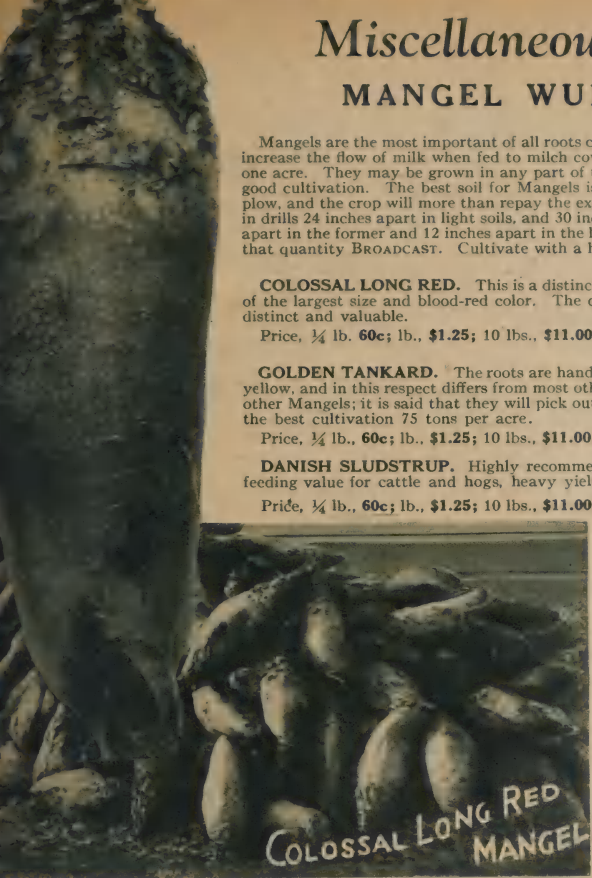 Miscellaneou
MANGEL WU
Mangels are the most important of all roots c
increase the flow of milk when fed to milch co
one acre. They may be grown in any part of
good cultivation. The best soil for Mangels i
plow, and the crop will more than repay the ex
in drills 24 inches apart in light soils, and 30 in
apart in the former and 12 inches apart in the
that quantity BROADCAST. Cultivate with a
COLOSSAL LONG RED. This is a distinc
of the largest size and blood-red color. The
distinct and valuable.
Price, ¼ lb. 60c; lb., $1.25; 10 lbs., $11.00
GOLDEN TANKARD. The roots are hand
yellow, and in this respect differs from most ot
other Mangels; it is said that they will pick ou
the best cultivation 75 tons per acre.
Price, ¼ lb., 60c; lb., $1.25; 10 lbs., $11.00
DANISH SLUDSTRUP. Highly recomme
feeding value for cattle and hogs, heavy yiel
Price, ¼ lb., 60c; lb., $1.25; 10 lbs., $11.00
COLOSSAL LONG RED
MANGEL